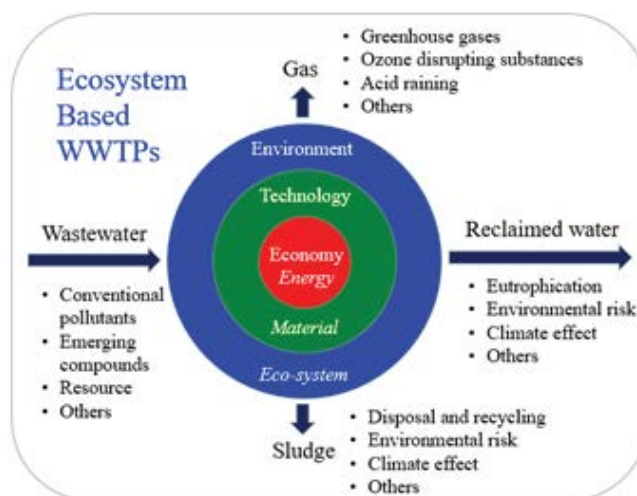 Ecosystem
Based
WWTPs
Gas
• Greenhouse gases
• Ozone disrupting substances
• Acid raining
• Others
Environment
Technology
Economy
Energy
Material
Eco-system
Wastewater
• Conventional
pollutants
• Emerging
compounds
• Resource
• Others
Reclaimed water
• Eutrophication
• Environmental risk
• Climate effect
• Others
Sludge
• Disposal and recycling
• Environmental risk
• Climate effect
• Others